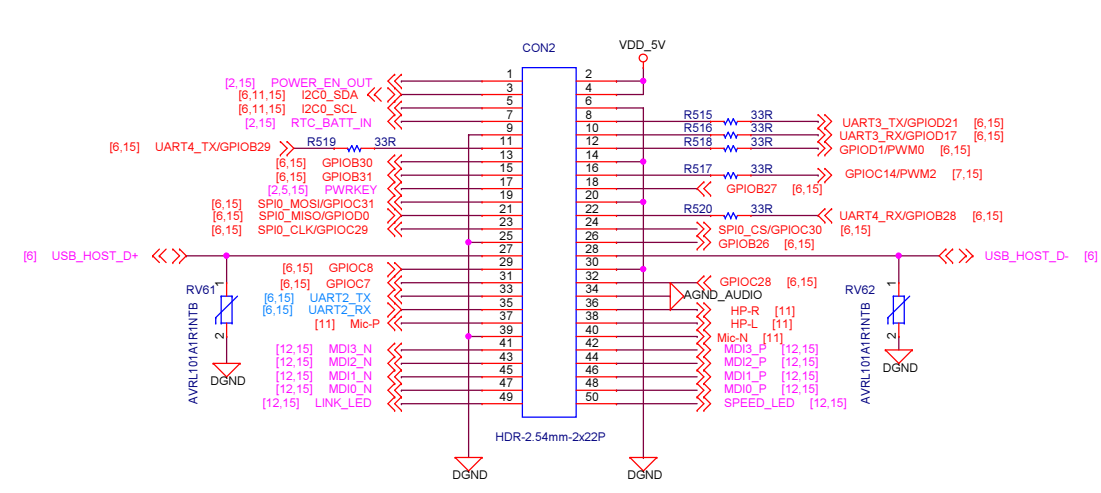 CON2
VDD_5V
[2,15] POWER_EN_OUT 1 2
[6,11,15] I2C0_SDA 3 4
[6,11,15] I2C0_SCL 5 6
[2,15] RTC_BATT_IN 7 8 R515 33R UART3_TX/GPIOD21 [6,15]
9 10 R516 33R UART3_RX/GPIOD17 [6,15]
[6,15] UART4_TX/GPIOB29 R519 33R 11 12 R518 33R GPIOD1/PWM0 [6,15]
[6,15] GPIOB30 13 14
[6,15] GPIOB31 15 16 R517 33R GPIOC14/PWM2 [7,15]
[2,5,15] PWRKEY 17 18 GPIOB27 [6,15]
[6,15] SPI0_MOSI/GPIOC31 19 20
[6,15] SPI0_MISO/GPIOD0 21 22 R520 33R UART4_RX/GPIOB28 [6,15]
[6,15] SPI0_CLK/GPIOC29 23 24 SPI0_CS/GPIOC30 [6,15]
25 26 GPIOB26 [6,15]
[6] USB_HOST_D+ 27 28 USB_HOST_D- [6]
[6,15] GPIOC8 29 30
[6,15] GPIOC7 31 32 GPIOC28 [6,15]
[6,15] UART2_TX 33 34 AGND_AUDIO
[6,15] UART2_RX 35 36 HP-R [11]
[11] Mic-P 37 38 HP-L [11]
39 40 Mic-N [11]
[12,15] MDI3_N 41 42 MDI3_P [12,15]
[12,15] MDI2_N 43 44 MDI2_P [12,15]
[12,15] MDI1_N 45 46 MDI1_P [12,15]
[12,15] MDI0_N 47 48 MDI0_P [12,15]
[12,15] LINK_LED 49 50 SPEED_LED [12,15]
RV61 1 2 AVRL101A1R1NTB
DGND
RV62 1 2 AVRL101A1R1NTB
DGND
HDR-2.54mm-2x22P
DGND DGND